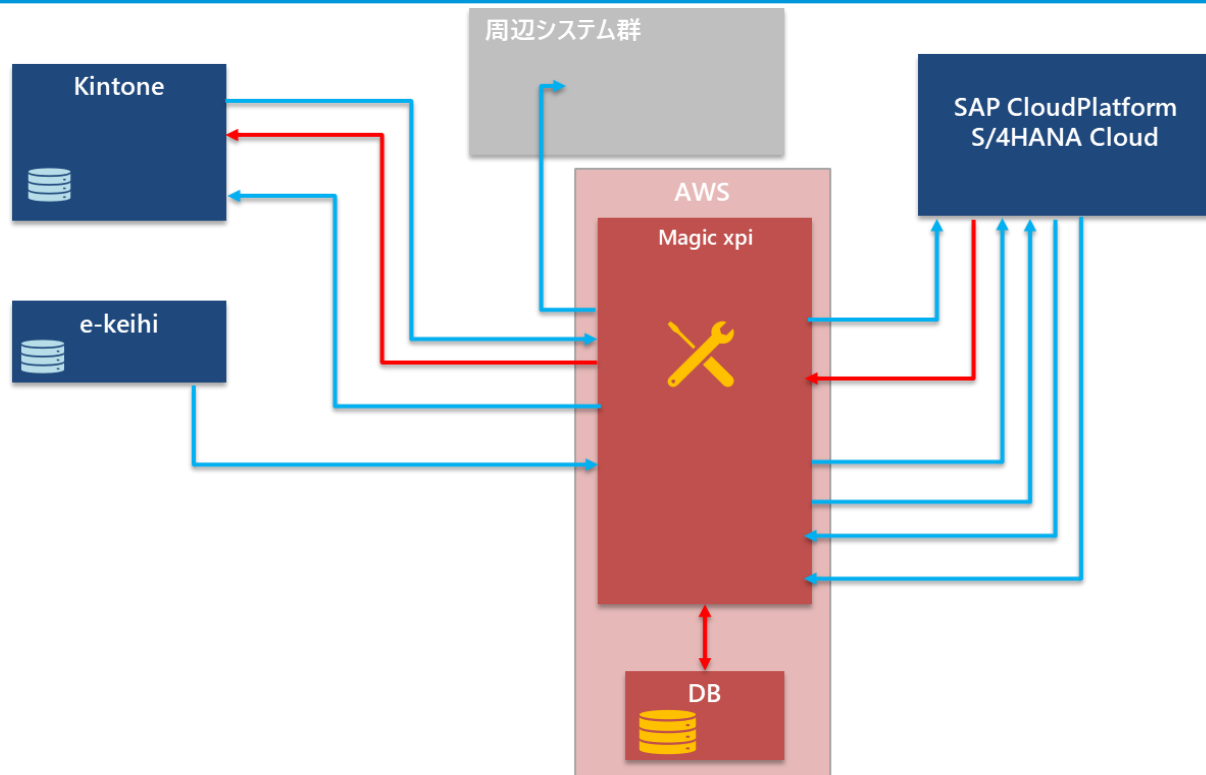 周辺システム群
Kintone
SAP CloudPlatform
S/4HANA Cloud
AWS
Magic xpi
e-keihi
DB